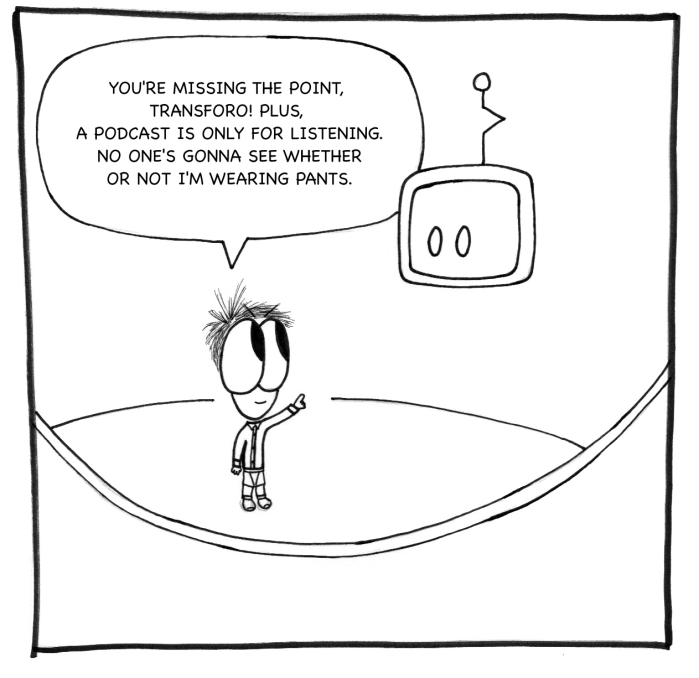 YOU'RE MISSING THE POINT,
TRANSFORO! PLUS,
A PODCAST IS ONLY FOR LISTENING.
NO ONE'S GONNA SEE WHETHER
OR NOT I'M WEARING PANTS.